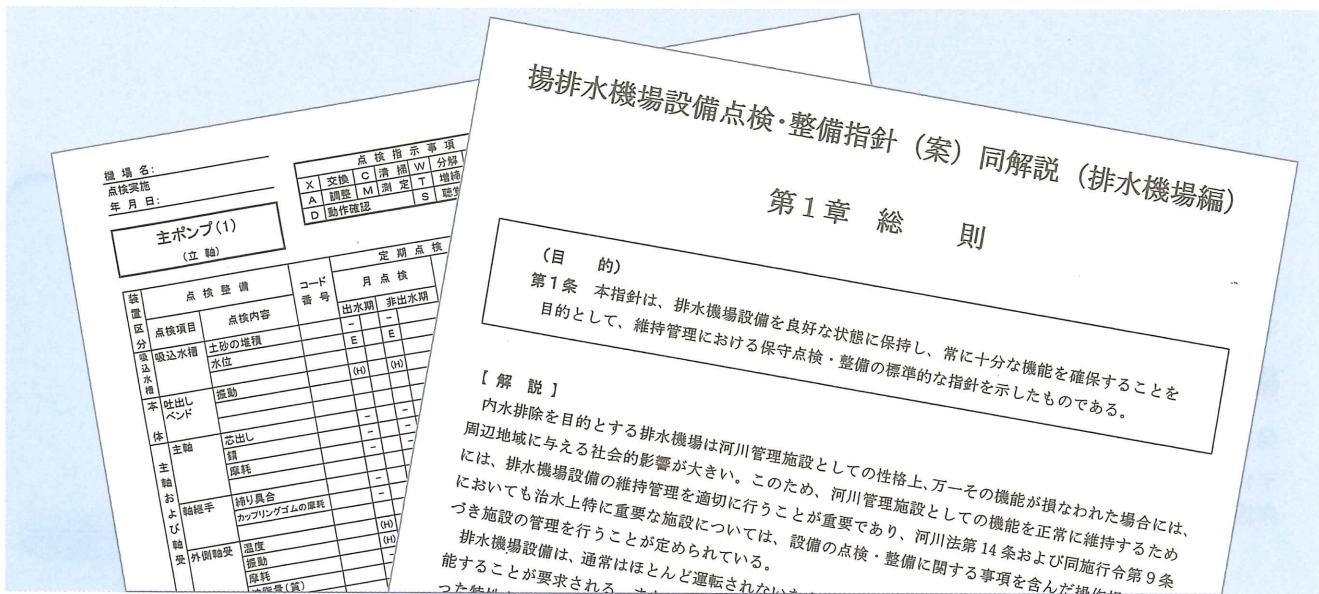 機場名:
点検実施
年月日:
点検指示事項
X 交換 C 清掃 W 分解
A 調整 M 測定 T 増締
D 動作確認 S 聴
主ポンプ(1)
(立軸)
装置区分 点検整備 コード番号 定期点検
月点検
点検項目 点検内容 出水期 非出水期
吸込水槽 吸込水槽 土砂の堆積 - -
水位 E E
本体 吐出しベンド 振動 (H) (H)
主軸および軸受 主軸 芯出し - -
錆 - -
摩耗 - -
軸継手 締り具合 - -
カップリングゴムの摩耗 - -
外側軸受 温度 (H)
振動 (H)
摩耗
揚排水機場設備点検・整備指針(案)同解説(排水機場編)
第1章 総 則
(目 的)
第1条 本指針は、排水機場設備を良好な状態に保持し、常に十分な機能を確保することを
目的として、維持管理における保守点検・整備の標準的な指針を示したものである。
【解 説】
内水排除を目的とする排水機場は河川管理施設としての性格上、万一その機能が損なわれた場合には、
周辺地域に与える社会的影響が大きい。このため、河川管理施設としての機能を正常に維持するため
には、排水機場設備の維持管理を適切に行うことが重要であり、河川法第14条および同施行令第9条
においても治水上特に重要な施設については、設備の点検・整備に関する事項を含んだ操作規
づき施設の管理を行うことが定められている。
排水機場設備は、通常はほとんど運転されない
能することが要求される。